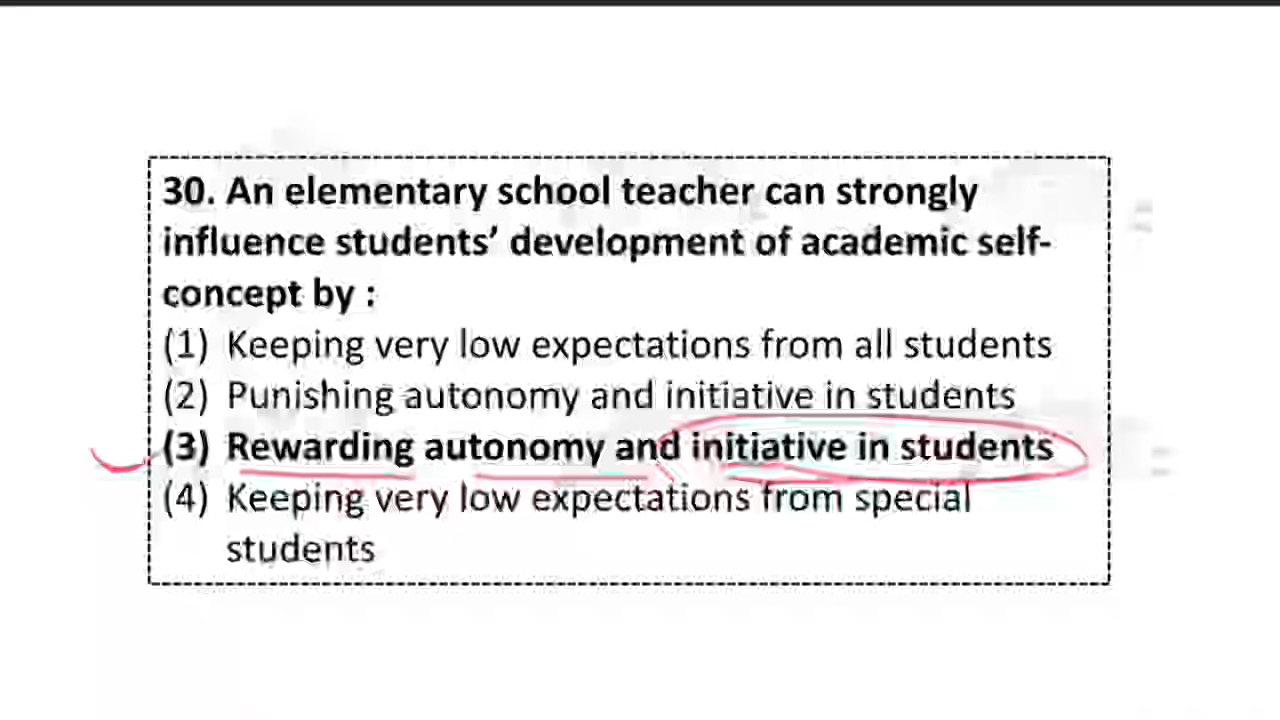 30. An elementary school teacher can strongly
influence students’ development of academic self-
concept by :
(1) Keeping very low expectations from all students
(2) Punishing autonomy and initiative in students
(3) Rewarding autonomy and initiative in students
(4) Keeping very low expectations from special
students